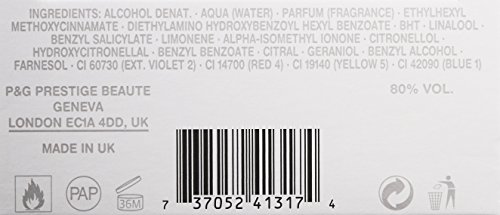 INGREDIENTS: ALCOHOL DENAT. · AQUA (WATER) · PARFUM (FRAGRANCE) · ETHYLHEXYL
METHOXYCINNAMATE · DIETHYLAMINO HYDROXYBENZOYL HEXYL BENZOATE · BHT · LINALOOL ·
BENZYL SALICYLATE · LIMONENE · ALPHA-ISOMETHYL IONONE · CITRONELLOL ·
HYDROXYCITRONELLAL · BENZYL BENZOATE · CITRAL · GERANIOL · BENZYL ALCOHOL ·
FARNESOL · CI 60730 (EXT. VIOLET 2) · CI 14700 (RED 4) · CI 19140 (YELLOW 5) · CI 42090 (BLUE 1)
P&G PRESTIGE BEAUTE
GENEVA
LONDON EC1A 4DD, UK
MADE IN UK
80% VOL.
PAP
36M
7 37052 41317 4